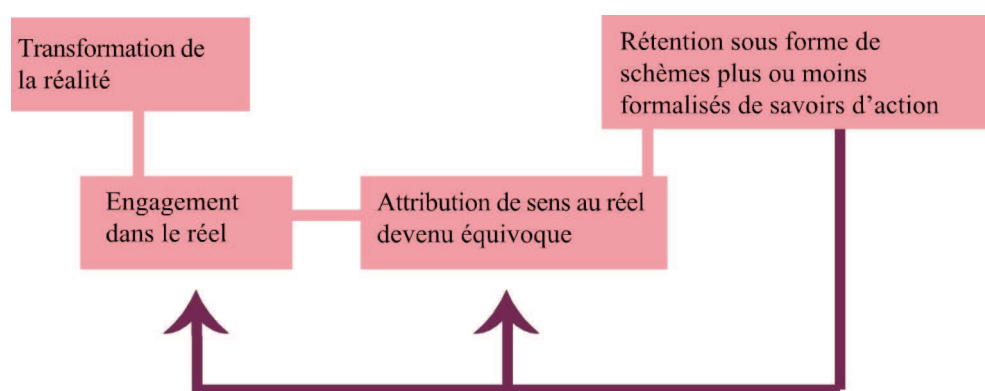 Transformation de
la réalité
Rétention sous forme de
schèmes plus ou moins
formalisés de savoirs d’action
Engagement
dans le réel
Attribution de sens au réel
devenu équivoque